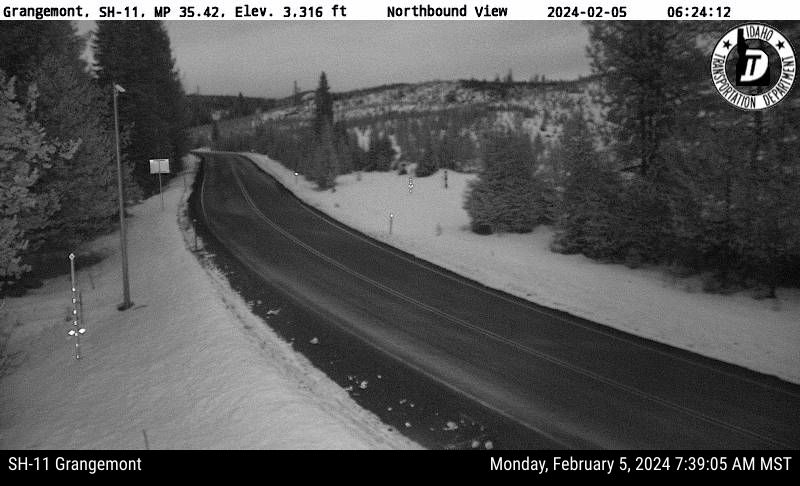 Grangemont, SH-11, MP 35.42, Elev. 3,316 ft Northbound View 2024-02-05 06:24:12
IDAHO
TRANSPORTATION DEPARTMENT
SH-11 Grangemont Monday, February 5, 2024 7:39:05 AM MST